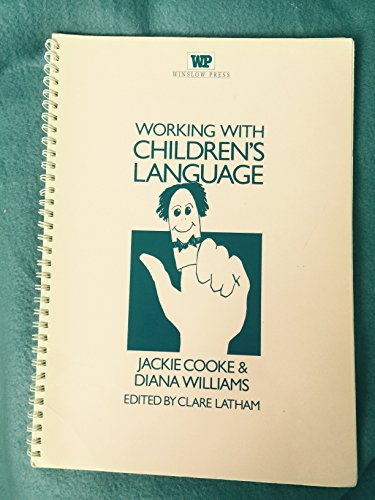 WP
WINSLOW PRESS
WORKING WITH
CHILDREN'S
LANGUAGE
JACKIE COOKE &
DIANA WILLIAMS
EDITED BY CLARE LATHAM